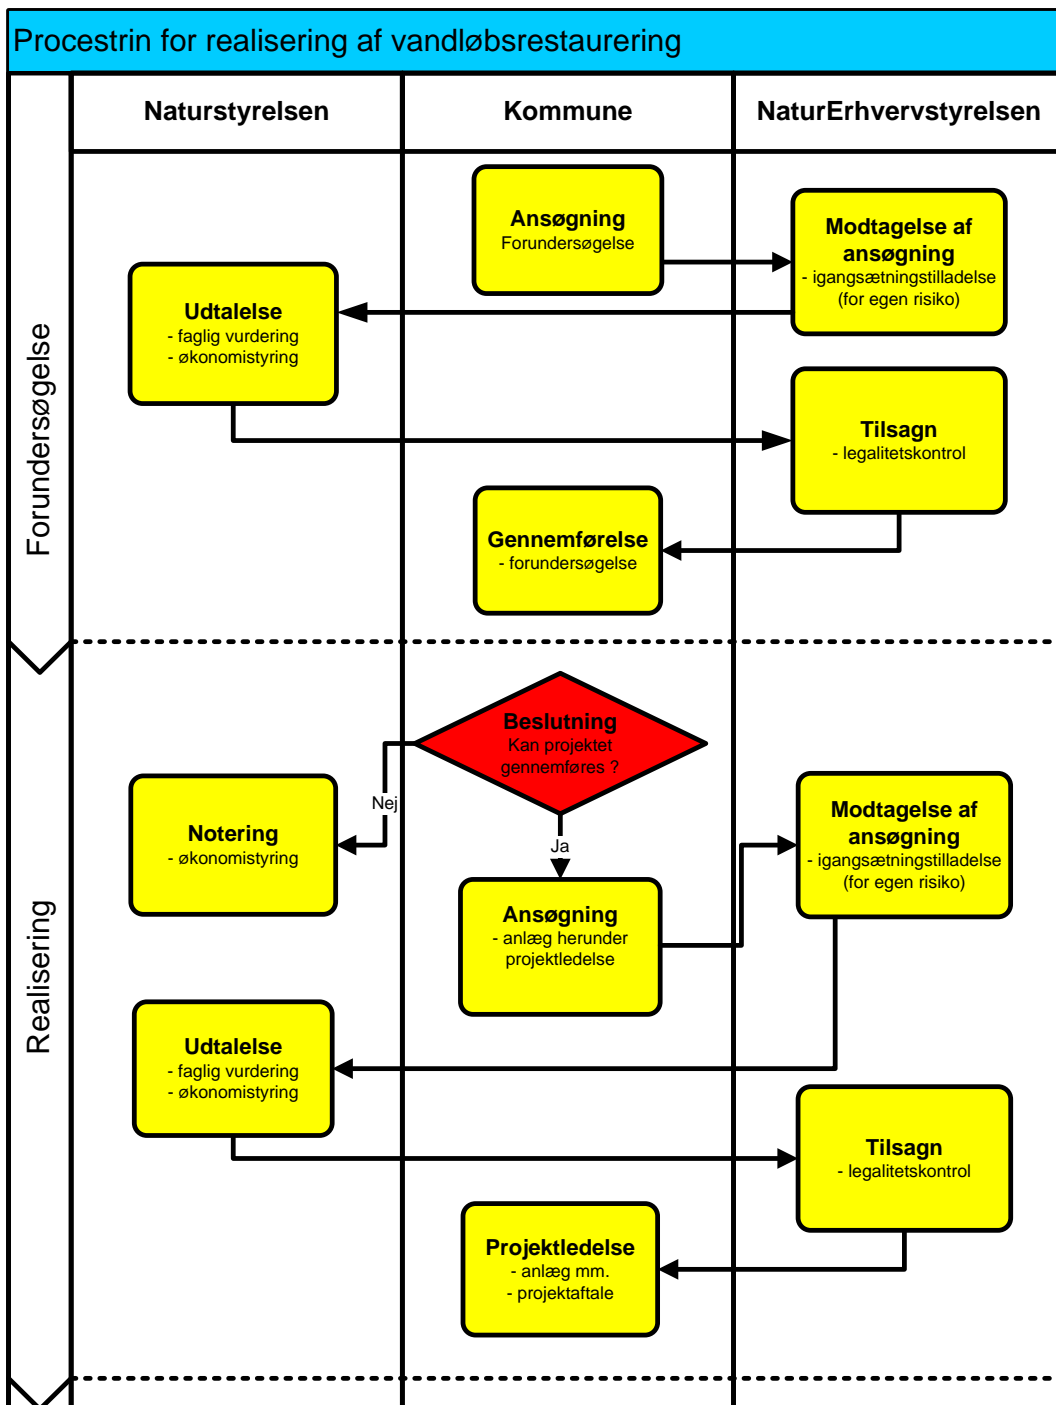 Procestrin for realisering af vandløbsrestaurering
Naturstyrelsen
Kommune
NaturErhvervstyrelsen
Forundersøgelse
Ansøgning
Forundersøgelse
Modtagelse af
ansøgning
- igangsætningstilladelse
(for egen risiko)
Udtalelse
- faglig vurdering
- økonomistyring
Tilsagn
- legalitetskontrol
Gennemførelse
- forundersøgelse
Realisering
Beslutning
Kan projektet
gennemføres ?
Nej
Ja
Notering
- økonomistyring
Ansøgning
- anlæg herunder
projektledelse
Modtagelse af
ansøgning
- igangsætningstilladelse
(for egen risiko)
Udtalelse
- faglig vurdering
- økonomistyring
Tilsagn
- legalitetskontrol
Projektledelse
- anlæg mm.
- projektaftale